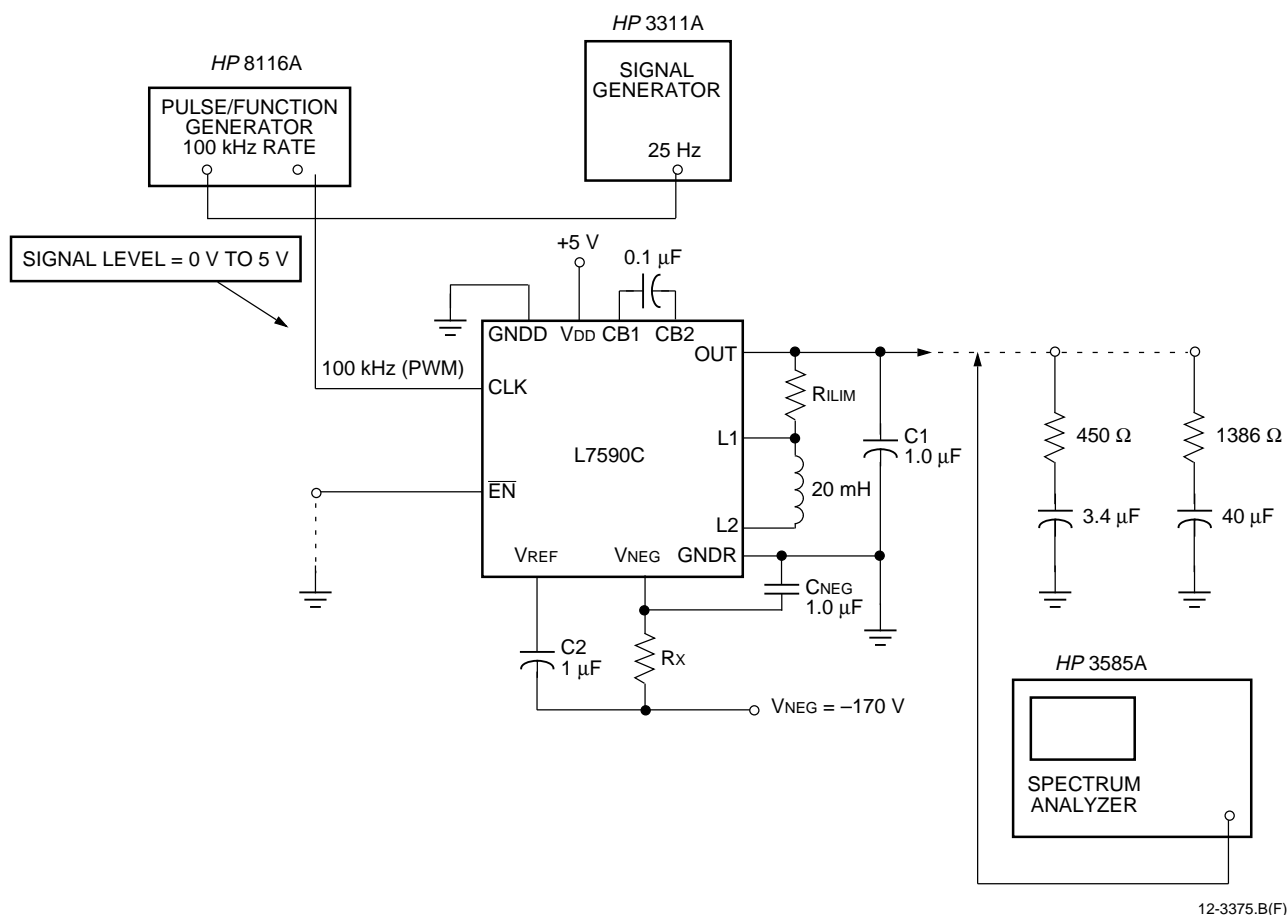 HP 3311A
HP 8116A
SIGNAL
GENERATOR
25 Hz
PULSE/FUNCTION
GENERATOR
100 kHz RATE
SIGNAL LEVEL = 0 V TO 5 V
+5 V
0.1 μF
GNDD
VDD
CB1
CB2
OUT
100 kHz (PWM)
CLK
RILIM
L1
C1
1.0 μF
450 Ω
1386 Ω
L7590C
20 mH
EN
L2
3.4 μF
40 μF
VREF
VNEG
GNDR
CNEG
1.0 μF
C2
1 μF
RX
VNEG = –170 V
HP 3585A
SPECTRUM
ANALYZER
12-3375.B(F)